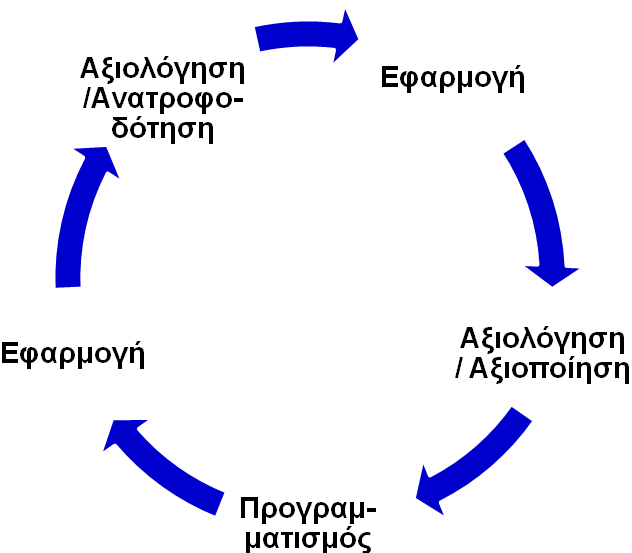 Αξιολόγηση
/Ανατροφο-
δότηση
Εφαρμογή
Αξιολόγηση
/ Αξιοποίηση
Προγραμ-
ματισμός
Εφαρμογή